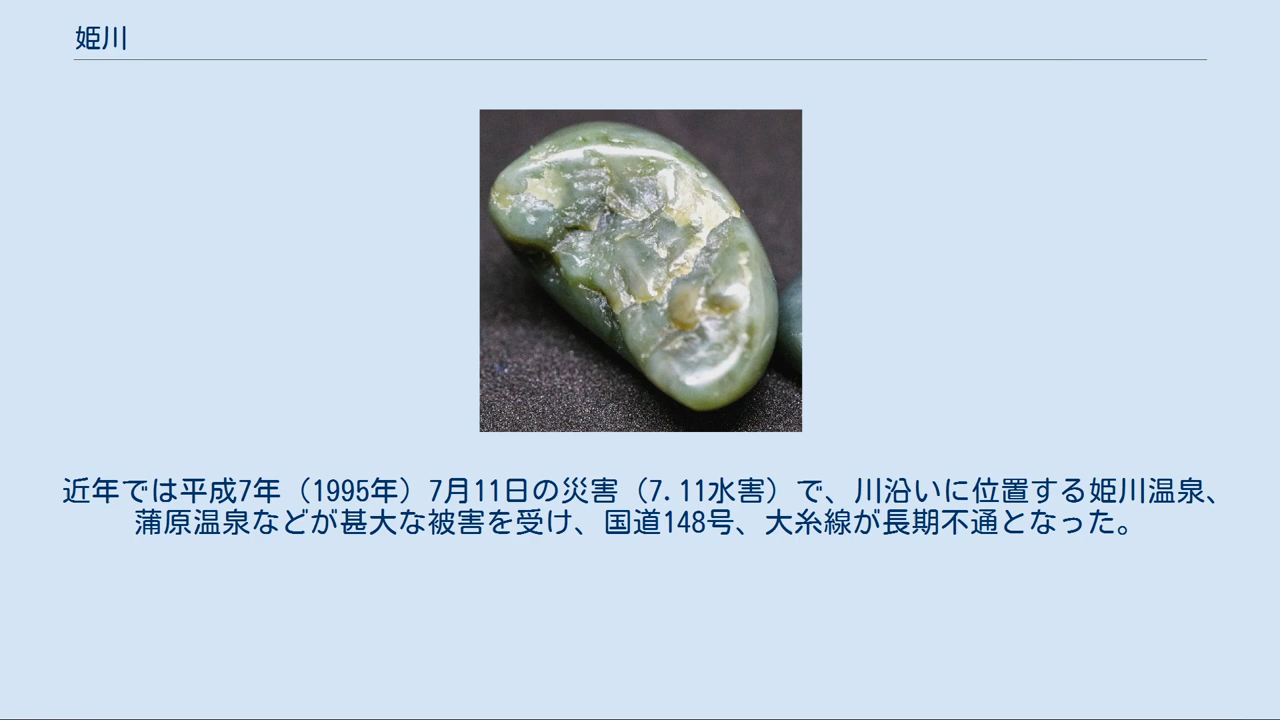 姫川
近年では平成7年（1995年）7月11日の災害（7.11水害）で、川沿いに位置する姫川温泉、
蒲原温泉などが甚大な被害を受け、国道148号、大糸線が長期不通となった。